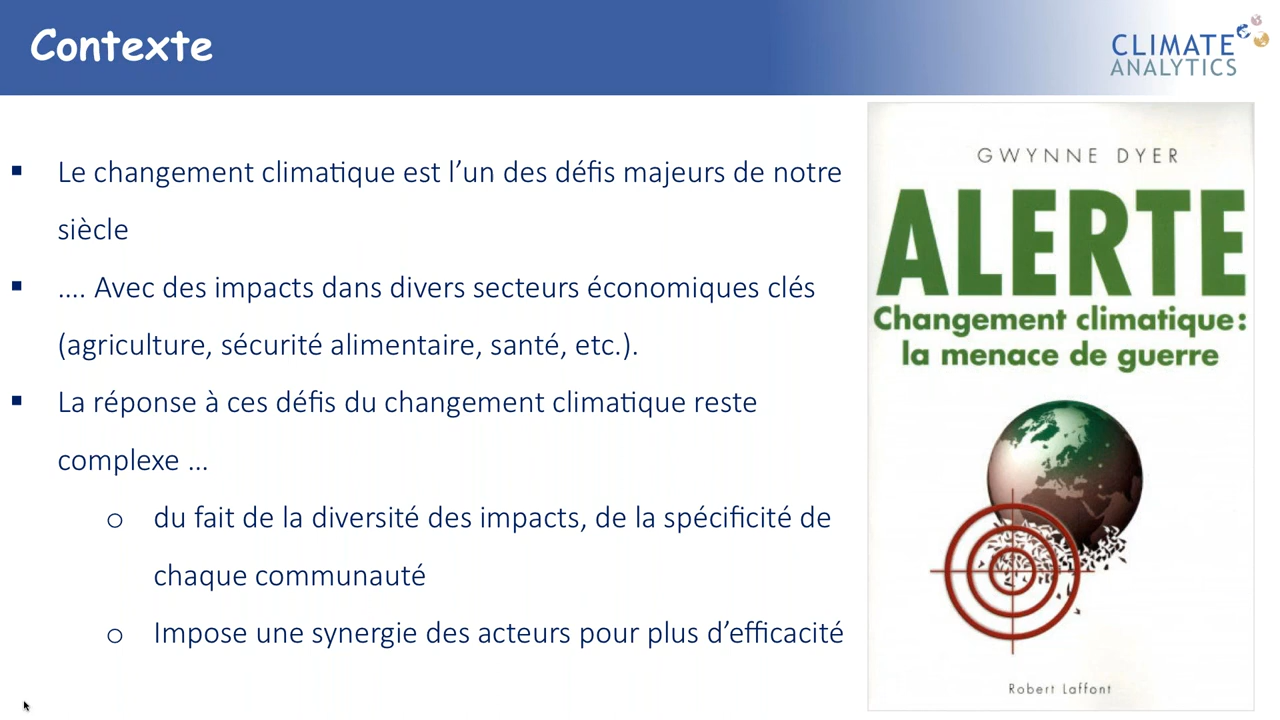 Contexte
CLIMATE
ANALYTICS
▪ Le changement climatique est l’un des défis majeurs de notre
siècle
▪ .... Avec des impacts dans divers secteurs économiques clés
(agriculture, sécurité alimentaire, santé, etc.).
▪ La réponse à ces défis du changement climatique reste
complexe ...
o du fait de la diversité des impacts, de la spécificité de
chaque communauté
o Impose une synergie des acteurs pour plus d’efficacité
GWYNNE DYER
ALERTE
Changement climatique:
la menace de guerre
Robert Laffont